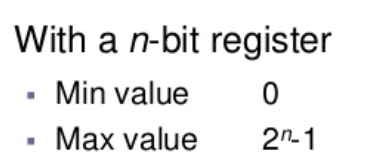 With a n-bit register
▪ Min value 0
▪ Max value 2ⁿ-1